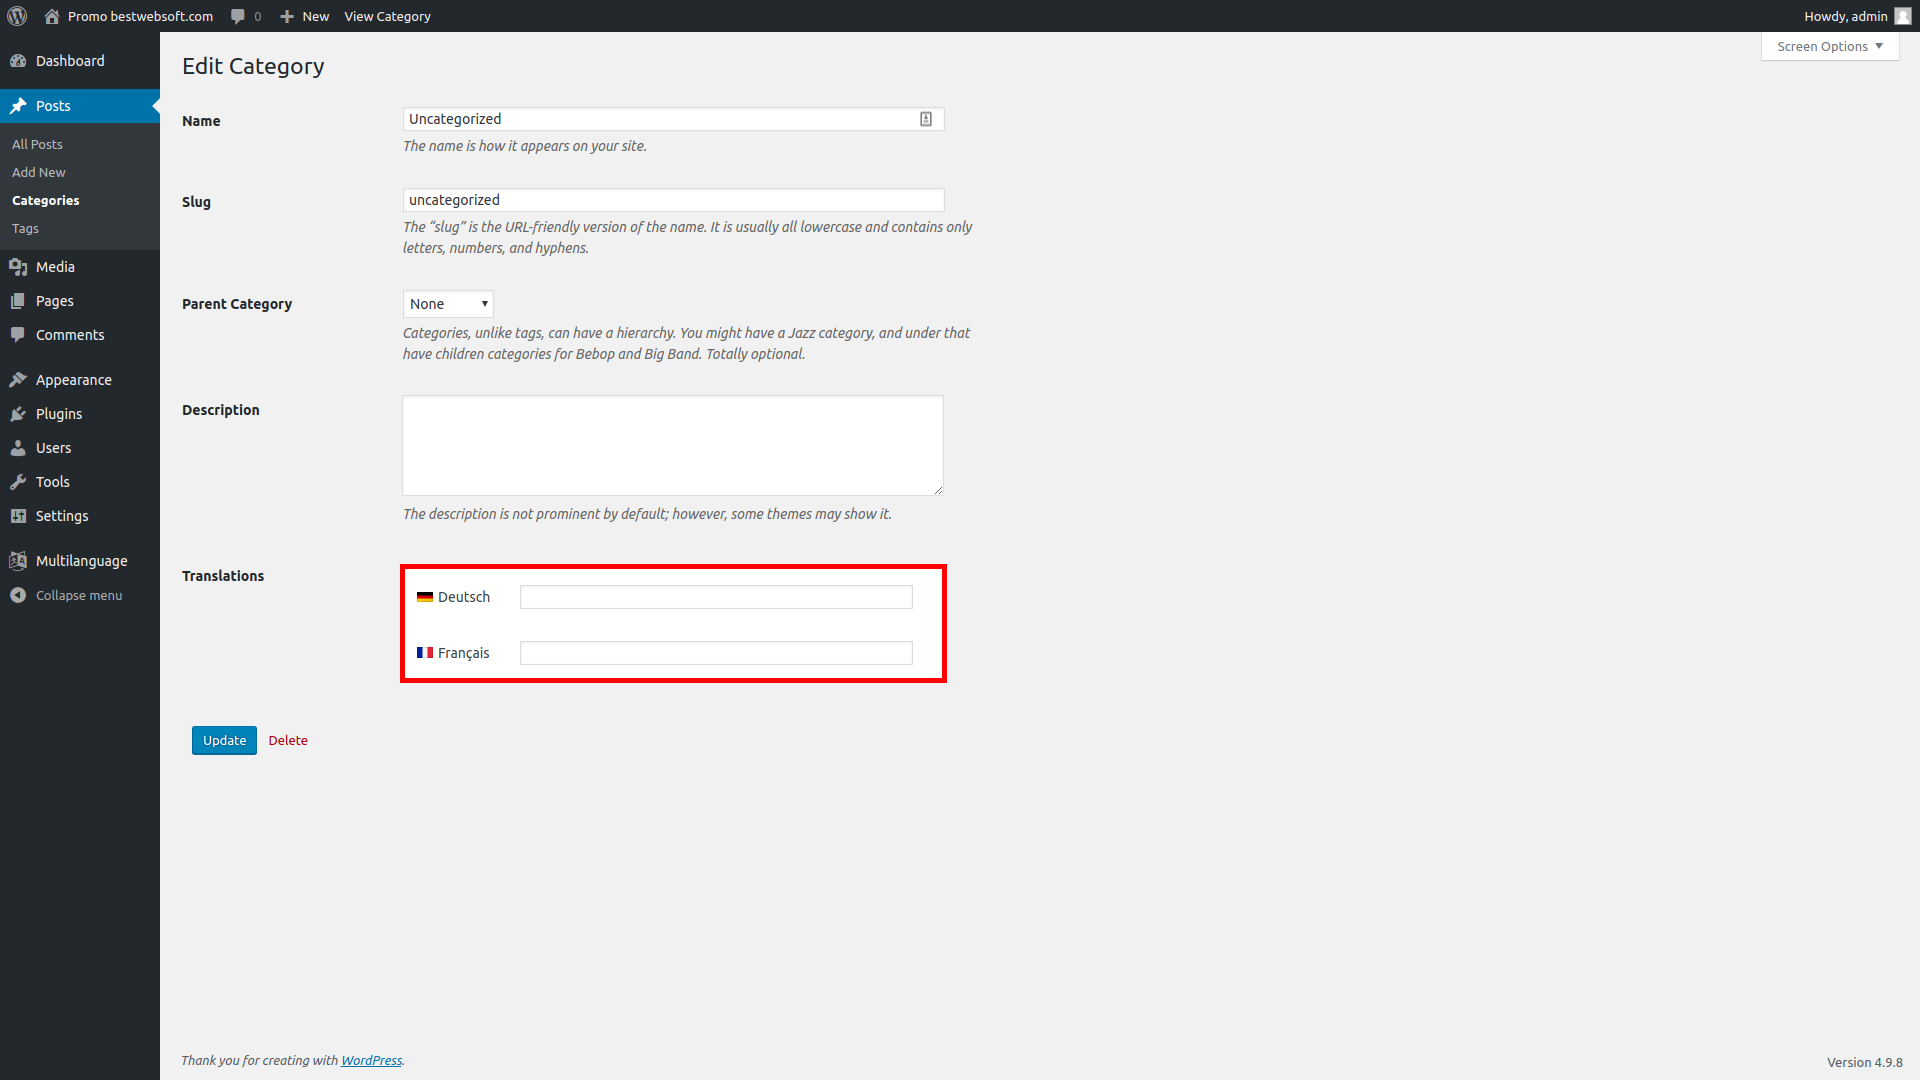 Promo bestwebsoft.com 0 New View Category Howdy, admin
Screen Options
Dashboard
Posts
All Posts
Add New
Categories
Tags
Media
Pages
Comments
Appearance
Plugins
Users
Tools
Settings
Multilanguage
Collapse menu
Edit Category
Name
Uncategorized
The name is how it appears on your site.
Slug
uncategorized
The “slug” is the URL-friendly version of the name. It is usually all lowercase and contains only
letters, numbers, and hyphens.
Parent Category
None
Categories, unlike tags, can have a hierarchy. You might have a Jazz category, and under that
have children categories for Bebop and Big Band. Totally optional.
Description
The description is not prominent by default; however, some themes may show it.
Translations
Deutsch
Français
Update Delete
Thank you for creating with WordPress.
Version 4.9.8